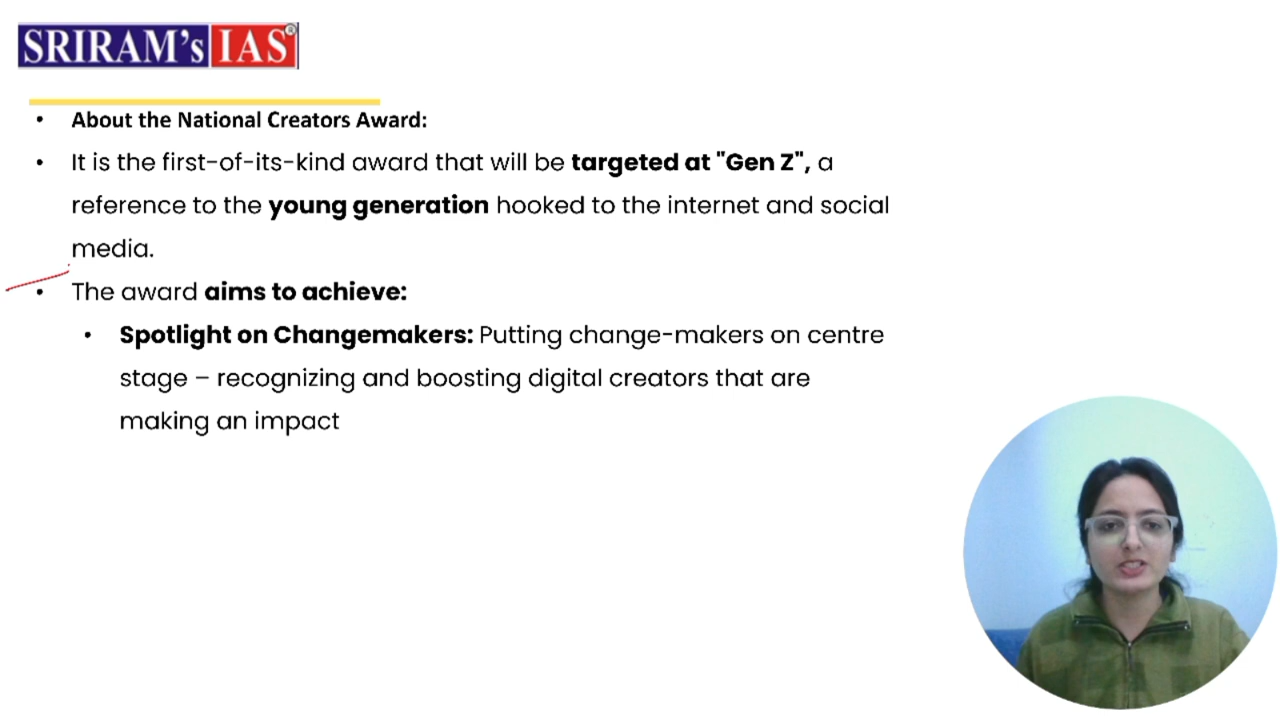 SRIRAM's IAS®
• About the National Creators Award:
• It is the first-of-its-kind award that will be targeted at "Gen Z", a
reference to the young generation hooked to the internet and social
media.
• The award aims to achieve:
• Spotlight on Changemakers: Putting change-makers on centre
stage – recognizing and boosting digital creators that are
making an impact